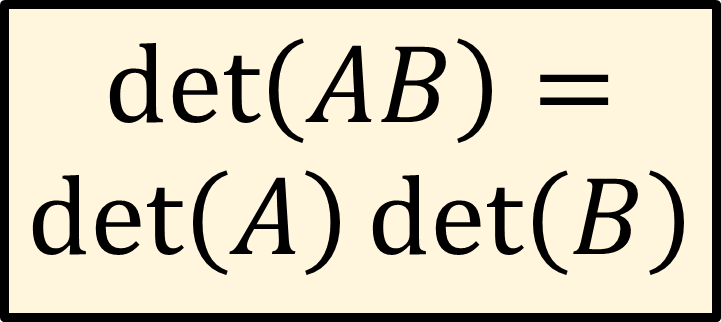 det(𝐴𝐵) =
det(𝐴) det(𝐵)